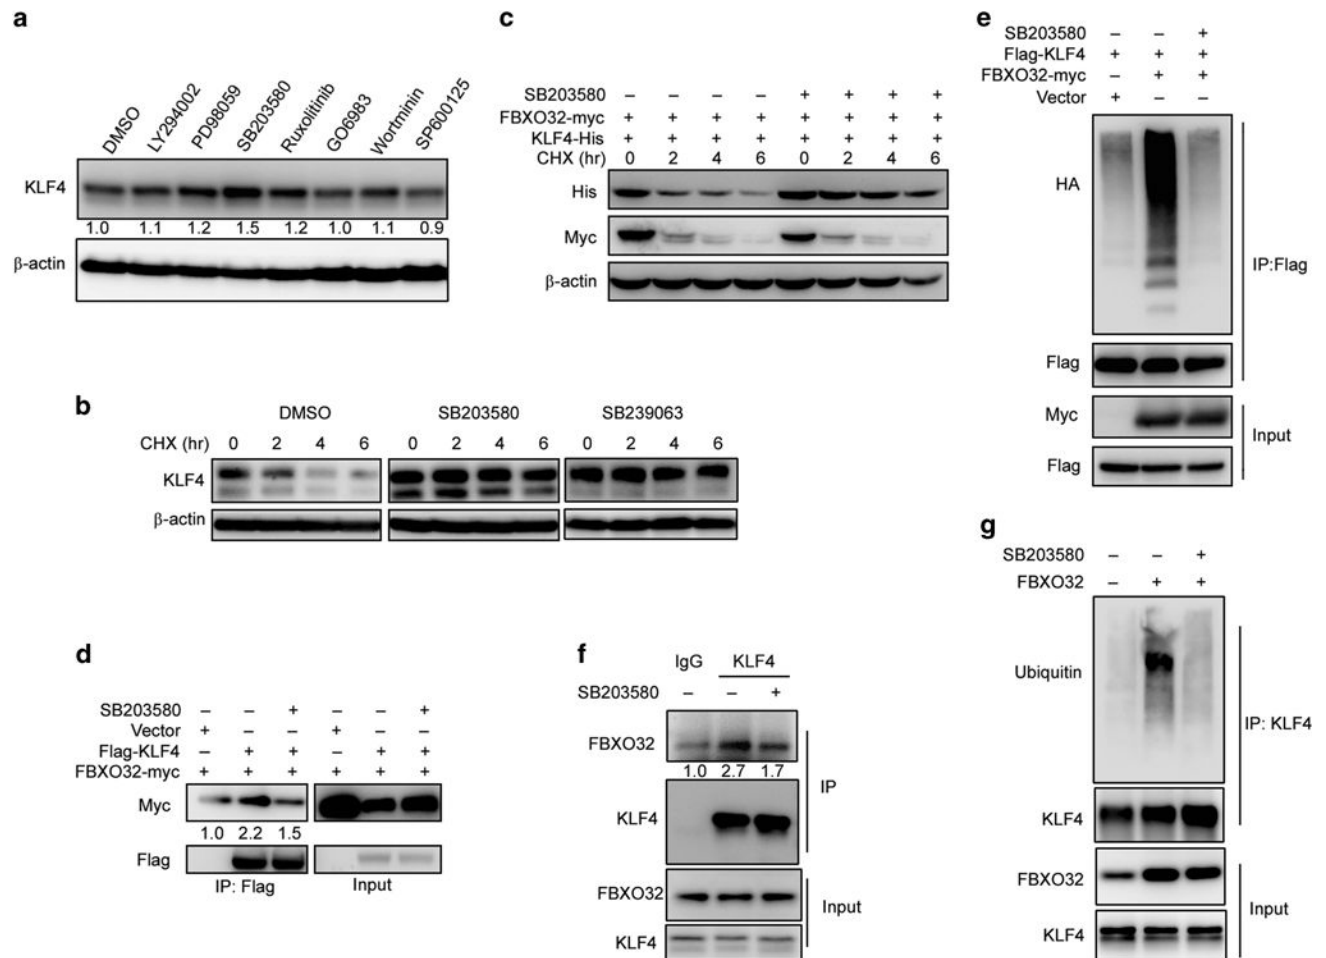 a
DMSO
LY294002
PD98059
SB203580
Ruxolitinib
GO6983
Wortminin
SP600125
KLF4
1.0 1.1 1.2 1.5 1.2 1.0 1.1 0.9
β-actin
b
DMSO SB203580 SB239063
CHX (hr) 0 2 4 6 0 2 4 6 0 2 4 6
KLF4
β-actin
c
SB203580 – – – – + + + +
FBXO32-myc + + + + + + + +
KLF4-His + + + + + + + +
CHX (hr) 0 2 4 6 0 2 4 6
His
Myc
β-actin
d
SB203580 – – + – – +
Vector + – – + – –
Flag-KLF4 – + + – + +
FBXO32-myc + + + + + +
Myc
1.0 2.2 1.5
Flag
IP: Flag Input
e
SB203580 – – +
Flag-KLF4 + + +
FBXO32-myc – + +
Vector + – –
HA
IP:Flag
Flag
Myc
Input
Flag
f
IgG KLF4
SB203580 – – +
FBXO32
1.0 2.7 1.7
IP
KLF4
FBXO32
Input
KLF4
g
SB203580 – – +
FBXO32 – + +
Ubiquitin
IP: KLF4
KLF4
FBXO32
Input
KLF4